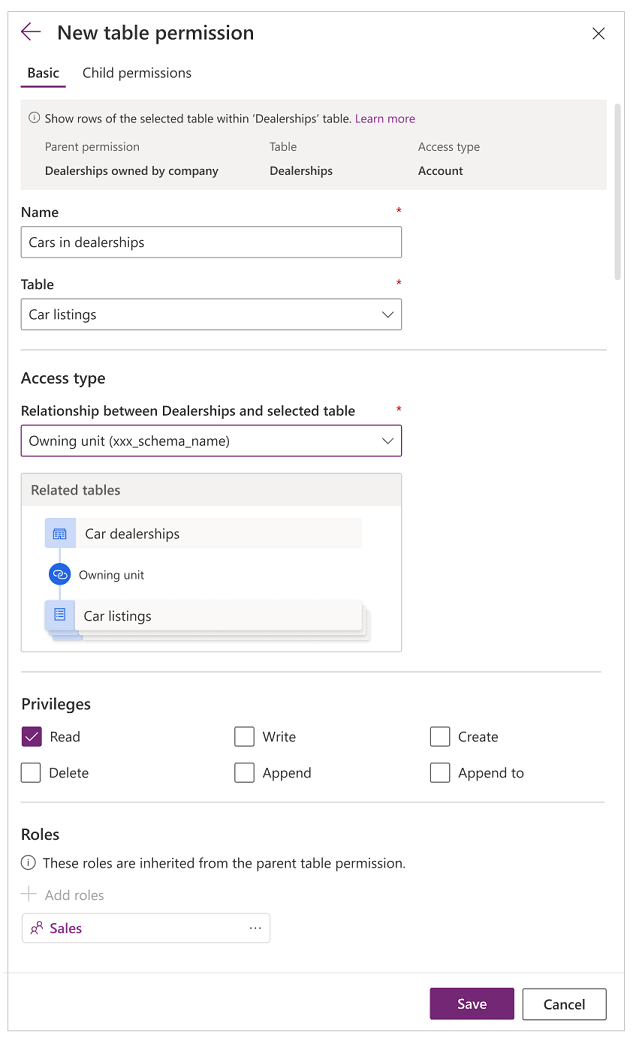 New table permission
Basic Child permissions
Show rows of the selected table within ‘Dealerships’ table. Learn more
Parent permission Table Access type
Dealerships owned by company Dealerships Account
Name *
Cars in dealerships
Table *
Car listings
Access type
Relationship between Dealerships and selected table *
Owning unit (xxx_schema_name)
Related tables
Car dealerships
Owning unit
Car listings
Privileges
Read Write Create
Delete Append Append to
Roles
These roles are inherited from the parent table permission.
Add roles
Sales ...
Save Cancel